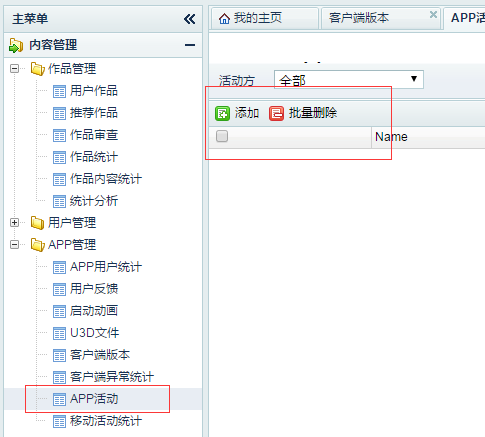 主菜单
内容管理
作品管理
用户作品
推荐作品
作品审查
作品统计
作品内容统计
统计分析
用户管理
APP管理
APP用户统计
用户反馈
启动动画
U3D文件
客户端版本
客户端异常统计
APP活动
移动活动统计
我的主页 客户端版本 APP活
活动方 全部
添加 批量删除
Name